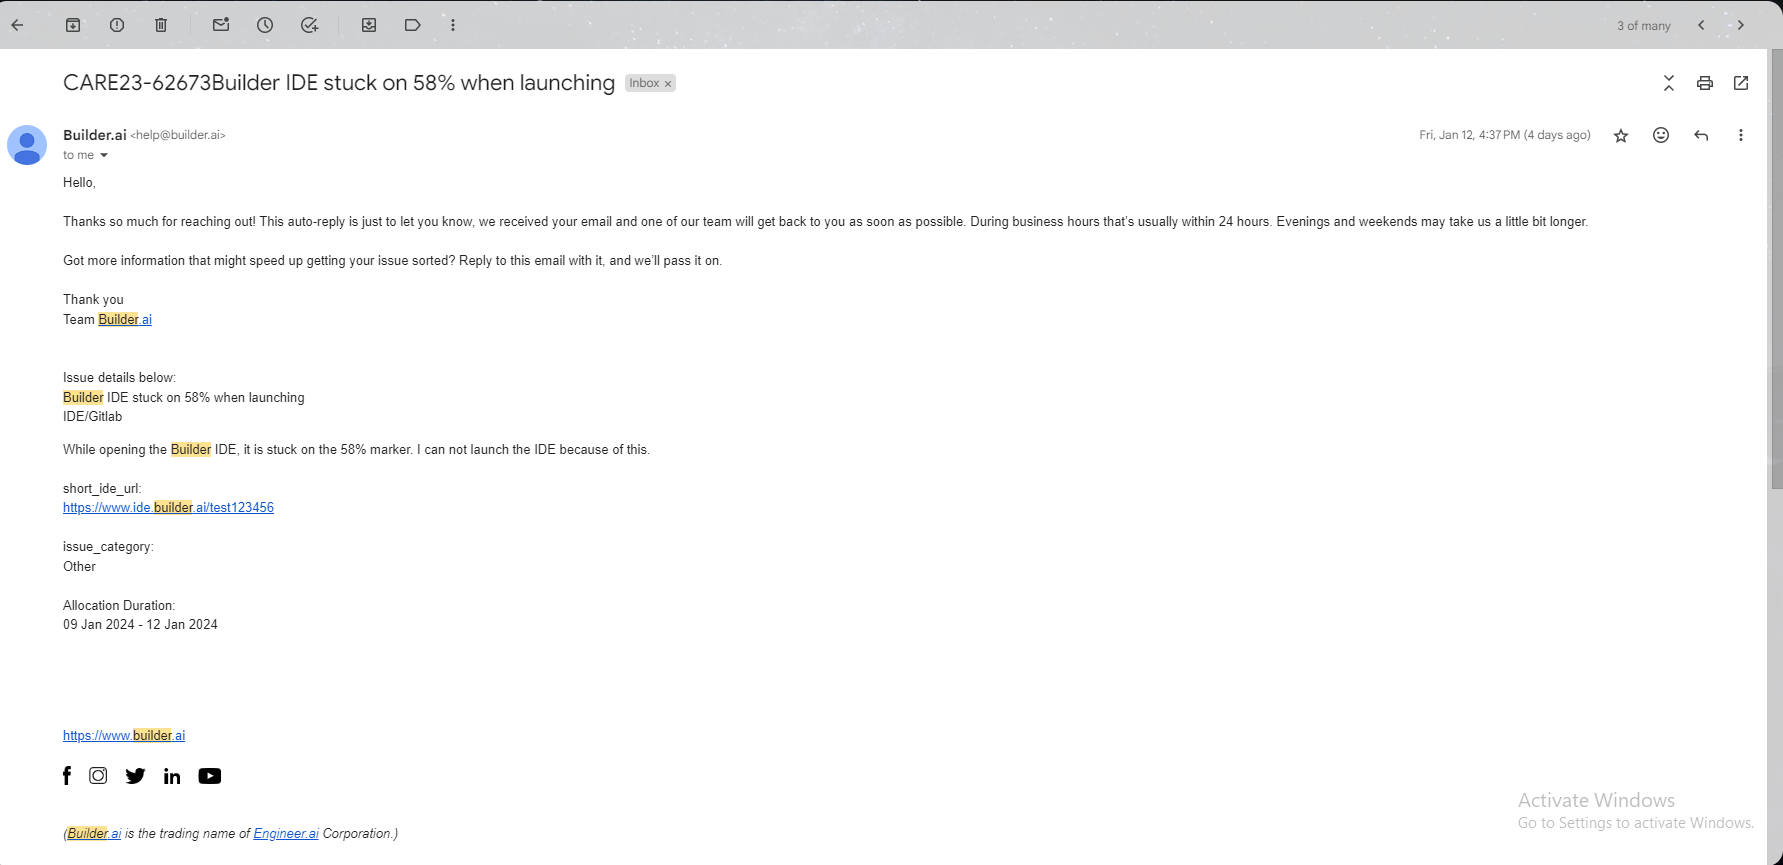 3 of many
CARE23-62673Builder IDE stuck on 58% when launching Inbox ×
Builder.ai <help@builder.ai>
Fri, Jan 12, 4:37 PM (4 days ago)
to me
Hello,
Thanks so much for reaching out! This auto-reply is just to let you know, we received your email and one of our team will get back to you as soon as possible. During business hours that's usually within 24 hours. Evenings and weekends may take us a little bit longer.
Got more information that might speed up getting your issue sorted? Reply to this email with it, and we'll pass it on.
Thank you
Team Builder.ai
Issue details below:
Builder IDE stuck on 58% when launching
IDE/Gitlab
While opening the Builder IDE, it is stuck on the 58% marker. I can not launch the IDE because of this.
short_ide_url:
https://www.ide.builder.ai/test123456
issue_category:
Other
Allocation Duration:
09 Jan 2024 - 12 Jan 2024
https://www.builder.ai
(Builder.ai is the trading name of Engineer.ai Corporation.)
Activate Windows
Go to Settings to activate Windows.